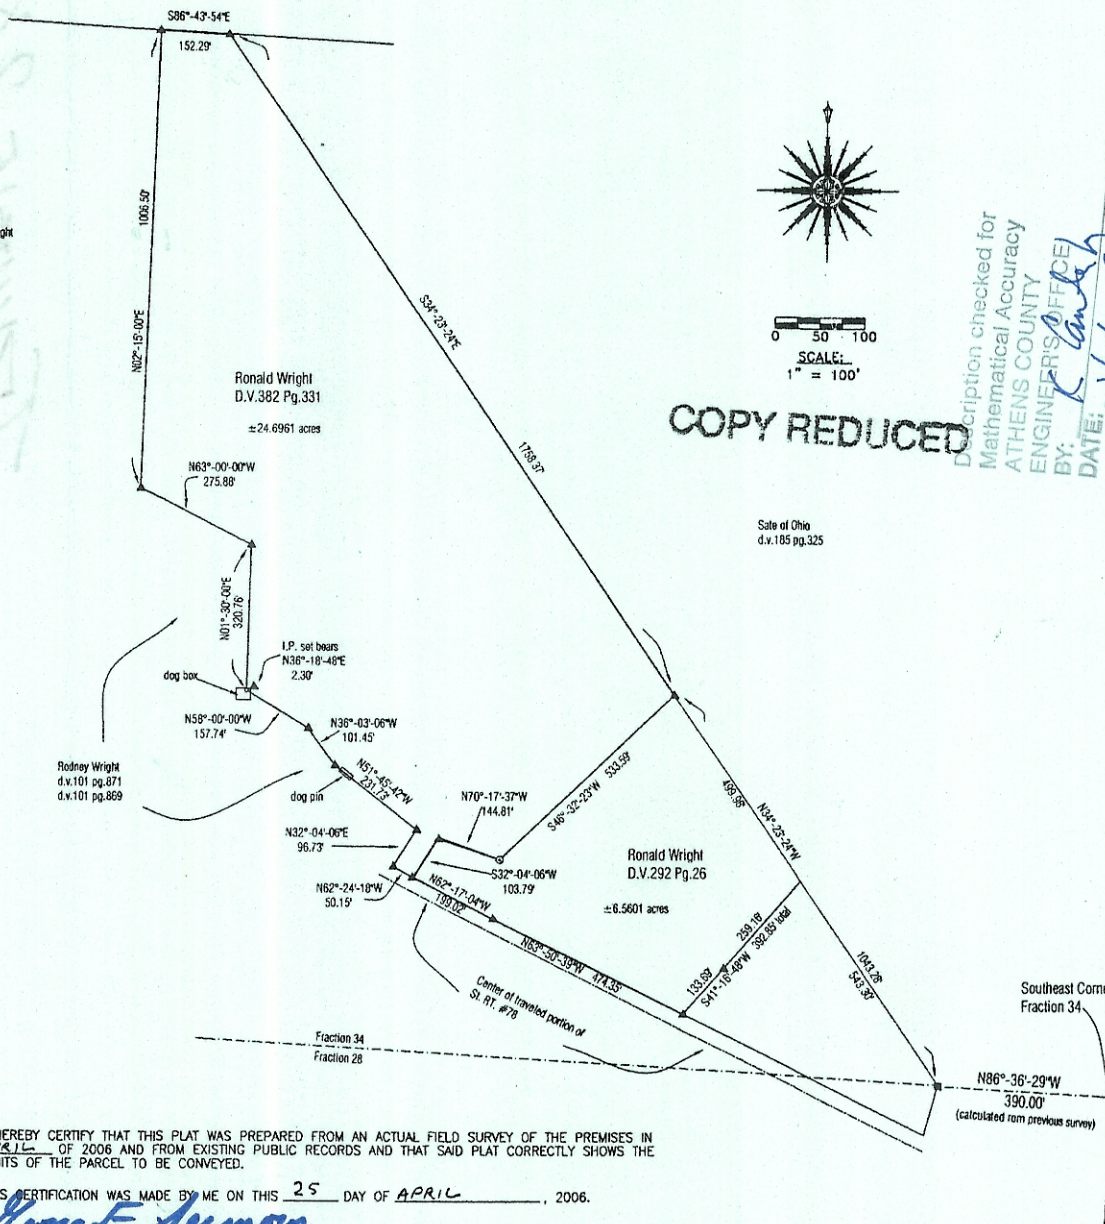 S86°-43'-54"E
152.29'
1006.50'
N02°-15'-00"E
ght
S34°-23'-24"E
1758.37'
0 50' 100
SCALE:
1" = 100'
Ronald Wright
D.V.382 Pg.331
±24.6961 acres
COPY REDUCED
Description checked for
Mathematical Accuracy
ATHENS COUNTY
ENGINEER'S OFFICE
BY:
DATE:
N63°-00'-00"W
275.88'
Sate of Ohio
d.v.185 pg.325
N01°-30'-00"E
320.76'
I.P. set bears
N36°-18'-48"E
2.30'
dog box
N58°-00'-00"W
157.74'
N36°-03'-06"W
101.45'
Rodney Wright
d.v.101 pg.871
d.v.101 pg.869
dog pin
N51°-45'-42"W
231.73'
N70°-17'-37"W
144.81'
S46°-32'-23"W 533.59'
499.98'
N34°-23'-24"W
N32°-04'-06"E
96.73'
S32°-04'-06"W
103.79'
N62°-24'-18"W
50.15'
N62°-17'-04"W
199.02'
Ronald Wright
D.V.292 Pg.26
±6.5601 acres
N63°-50'-39"W 474.35'
133.69'
259.16'
S41°-16'-48"W 392.85' total
1043.28'
543.30'
Center of traveled portion of
St. RT. #78
Southeast Corne
Fraction 34
Fraction 34
Fraction 28
N86°-36'-29"W
390.00'
(calculated rom previous survey)
EREBY CERTIFY THAT THIS PLAT WAS PREPARED FROM AN ACTUAL FIELD SURVEY OF THE PREMISES IN
RIL OF 2006 AND FROM EXISTING PUBLIC RECORDS AND THAT SAID PLAT CORRECTLY SHOWS THE
ITS OF THE PARCEL TO BE CONVEYED.
S CERTIFICATION WAS MADE BY ME ON THIS 25 DAY OF APRIL, 2006.